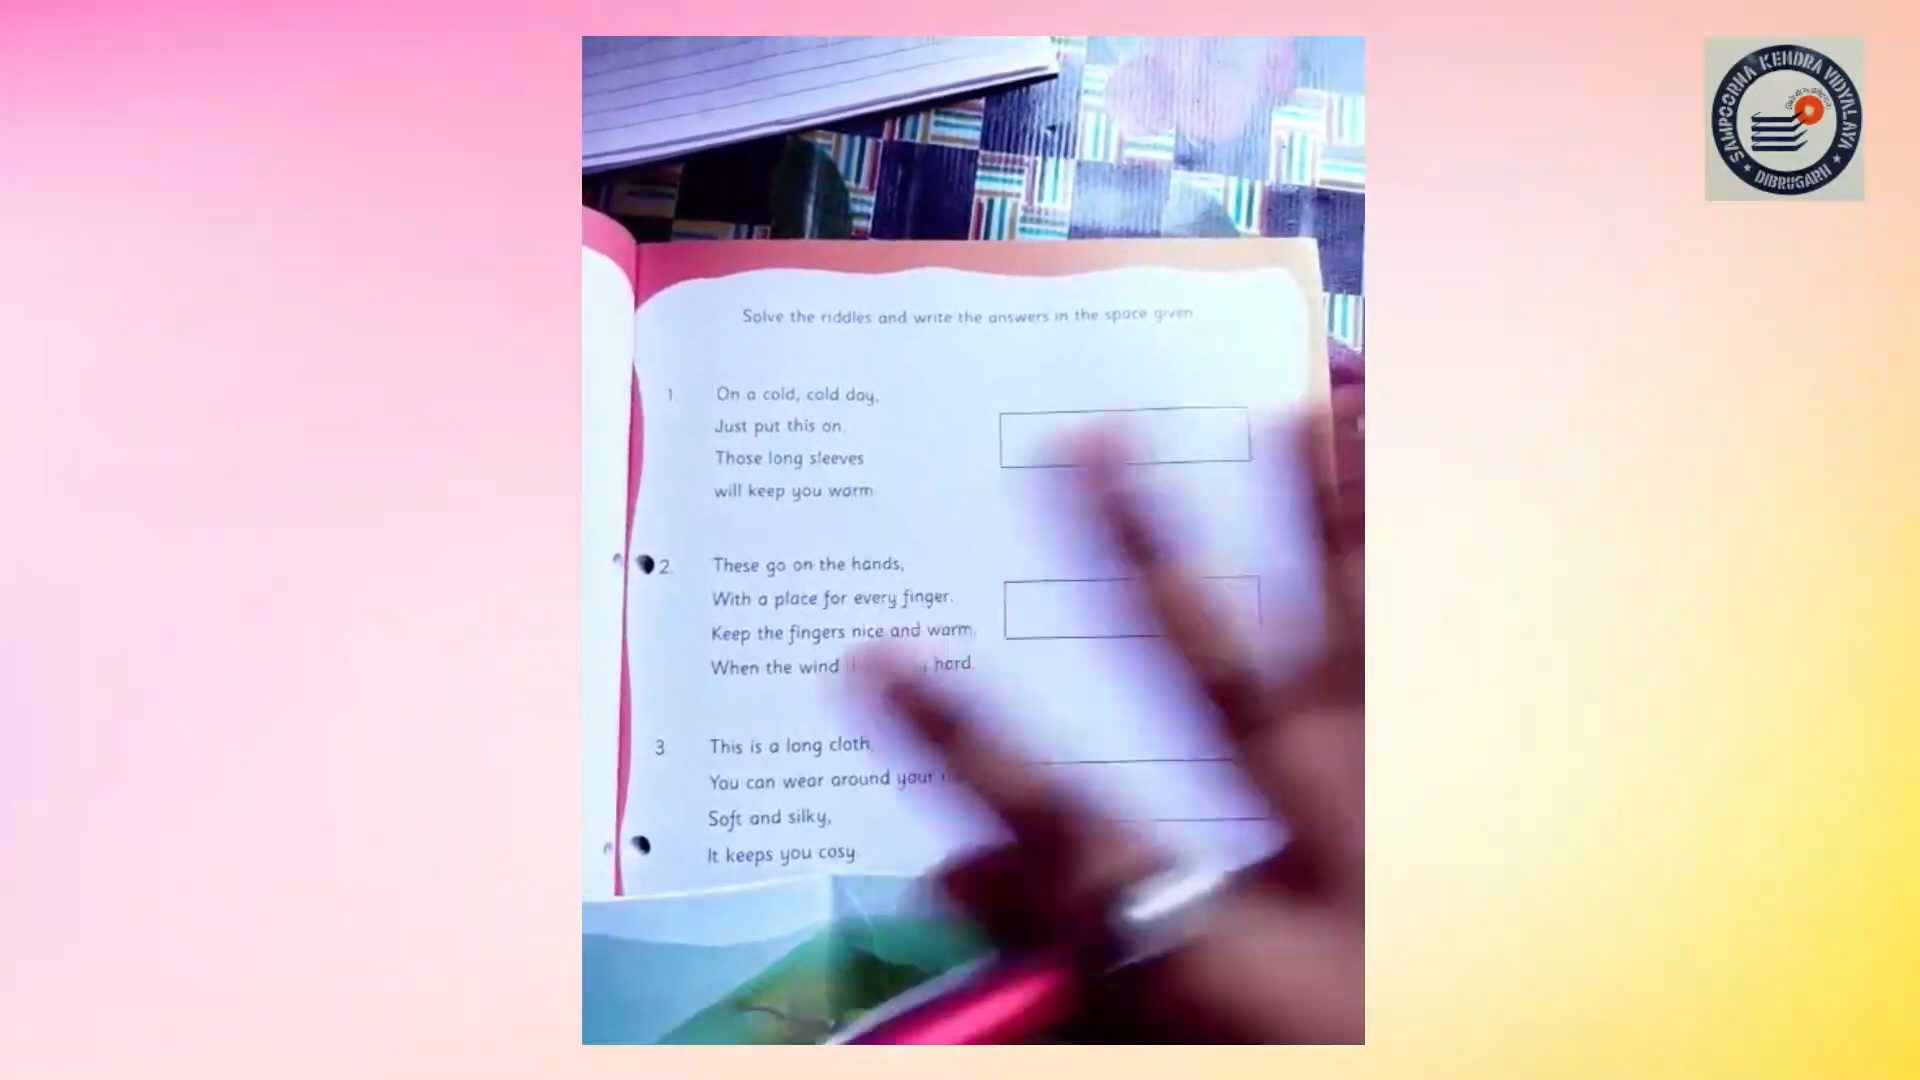 SAMPOORNA KENDRA VIDYALAYA
DIBRUGARH
Solve the riddles and write the answers in the space given
1 On a cold, cold day,
Just put this on.
Those long sleeves
will keep you warm
2. These go on the hands,
With a place for every finger.
Keep the fingers nice and warm,
When the wind hard.
3 This is a long cloth,
You can wear around your
Soft and silky,
It keeps you cosy.